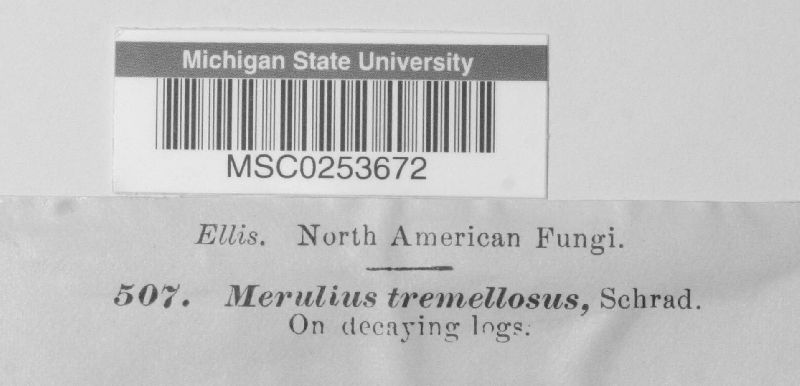 Michigan State University
MSC0253672
Ellis. North American Fungi.
507. Merulius tremellosus, Schrad.
On decaying logs.